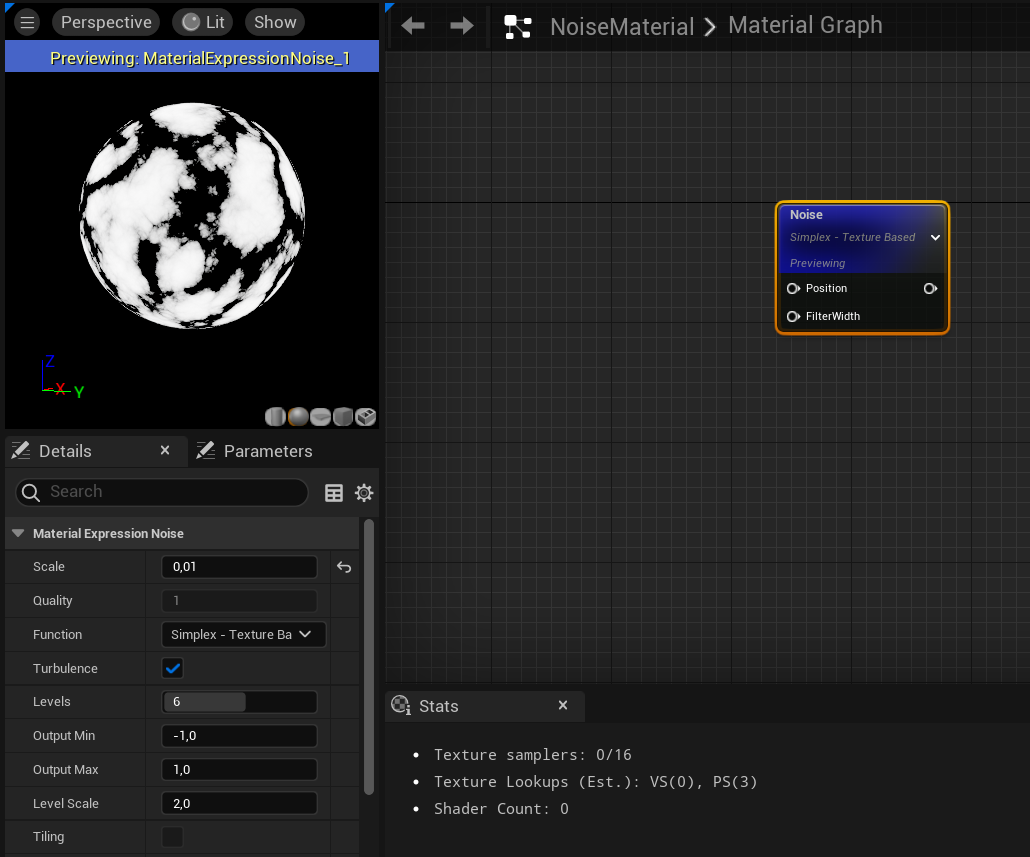 Perspective Lit Show
Previewing: MaterialExpressionNoise_1
Z
X Y
Details Parameters
Search
Material Expression Noise
Scale 0,01
Quality 1
Function Simplex - Texture Ba
Turbulence
Levels 6
Output Min -1,0
Output Max 1,0
Level Scale 2,0
Tiling
NoiseMaterial Material Graph
Noise
Simplex - Texture Based
Previewing
Position
FilterWidth
Stats
Texture samplers: 0/16
Texture Lookups (Est.): VS(0), PS(3)
Shader Count: 0